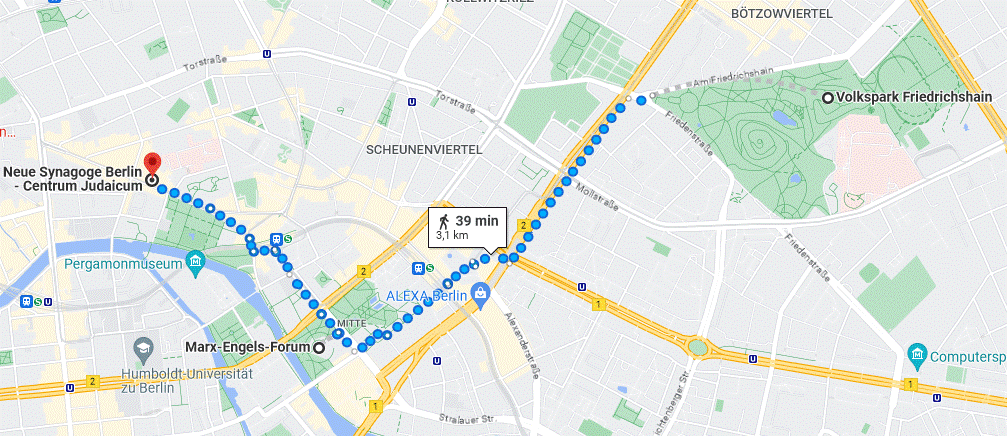 BÖTZOWVIERTEL
Torstraße
U
Am Friedrichshain
Volkspark Friedrichshain
Torstraße
U
Friedenstraße
n...
SCHEUNENVIERTEL
Neue Synagoge Berlin
- Centrum Judaicum
Mollstraße
39 min
3,1 km
2
S
Friedenstraße
Pergamonmuseum
2
S
U
ALEXA Berlin
U
S
U
1
MITTE
Alexanderstraße
Marx-Engels-Forum
Humboldt-Universität
zu Berlin
U
U
Computersp
2
U
1
U
1
Stralauer Str.
ichtenberger Str.